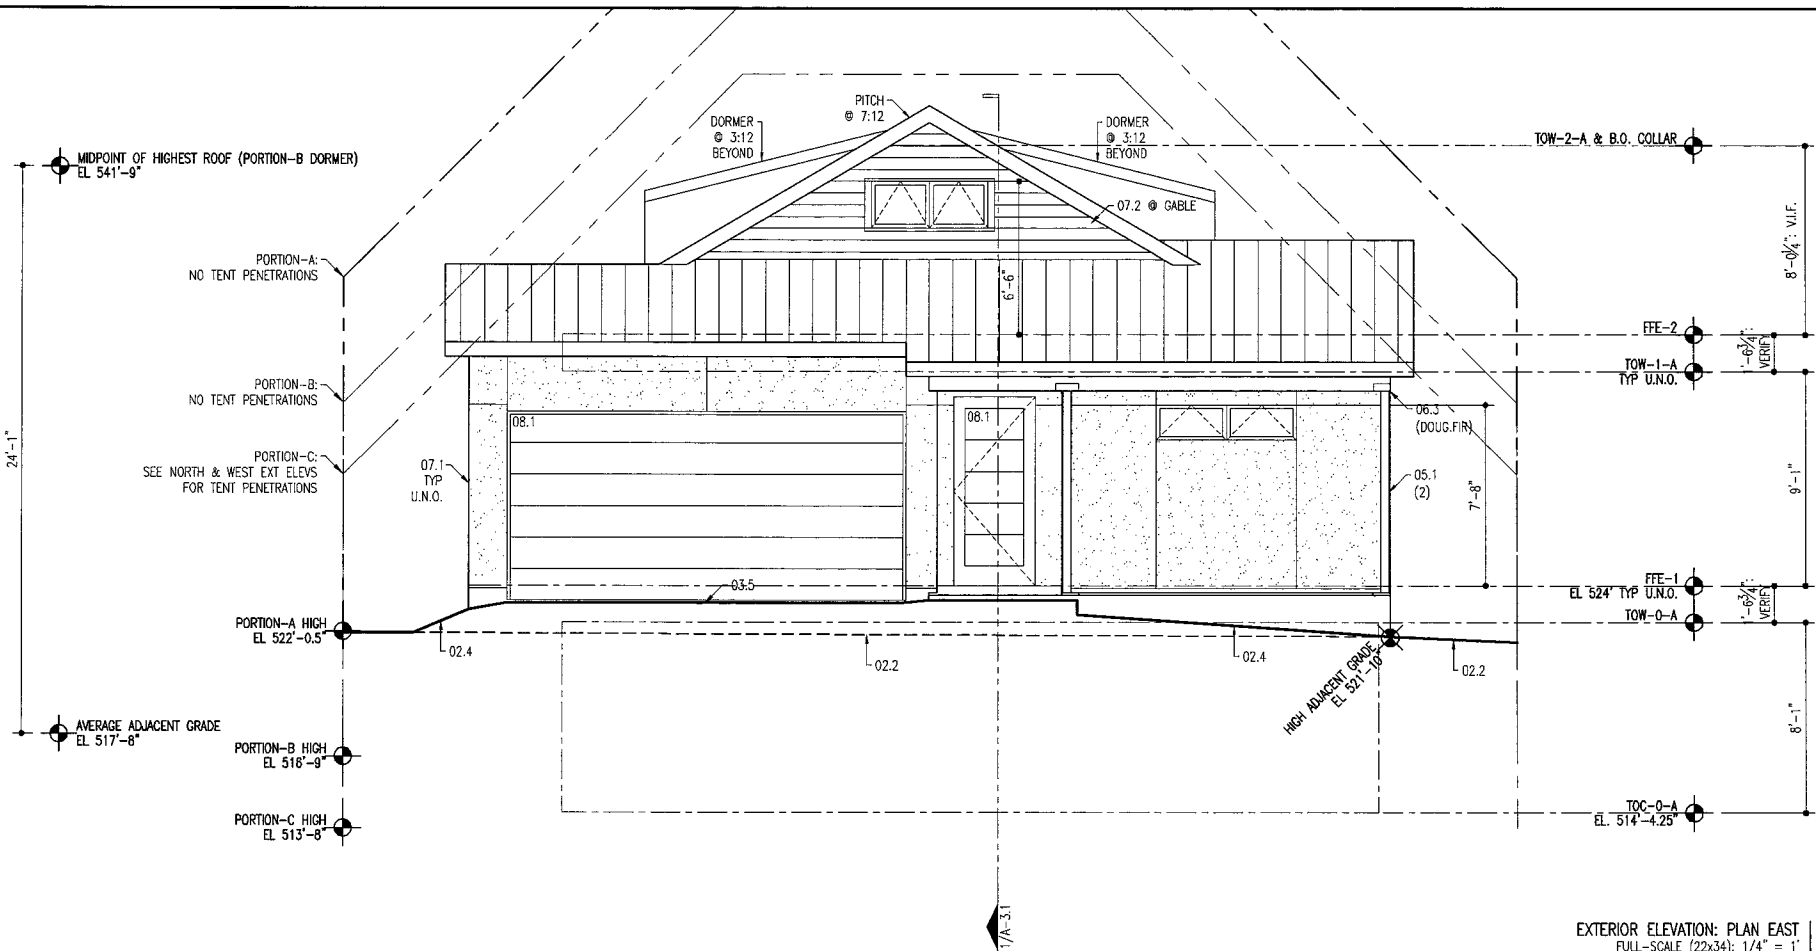 PITCH
@ 7:12
DORMER
@ 3:12
BEYOND
DORMER
@ 3:12
BEYOND
TOW-2-A & B.O. COLLAR
MIDPOINT OF HIGHEST ROOF (PORTION-B DORMER)
EL 541'-9"
07.2 @ GABLE
8'-0¼": V.I.F.
PORTION-A:
NO TENT PENETRATIONS
6'-6"
FFE-2
1'-6¾":
VERIFY
TOW-1-A
TYP U.N.O.
PORTION-B:
NO TENT PENETRATIONS
06.3
(DOUG.FIR)
08.1
08.1
24'-1"
PORTION-C:
SEE NORTH & WEST EXT ELEVS
FOR TENT PENETRATIONS
07.1
TYP
U.N.O.
05.1
(2)
7'-8"
9'-1"
03.5
FFE-1
EL 524' TYP U.N.O.
1'-6¾":
VERIFY
TOW-0-A
PORTION-A HIGH
EL 522'-0.5"
02.4
02.2
02.4
02.2
HIGH ADJACENT GRADE
EL 521'-10"
AVERAGE ADJACENT GRADE
EL 517'-8"
8'-1"
PORTION-B HIGH
EL 516'-9"
TOC-0-A
EL. 514'-4.25"
PORTION-C HIGH
EL 513'-8"
1/A-3.1
EXTERIOR ELEVATION: PLAN EAST
FULL-SCALE (22x34): 1/4" = 1'